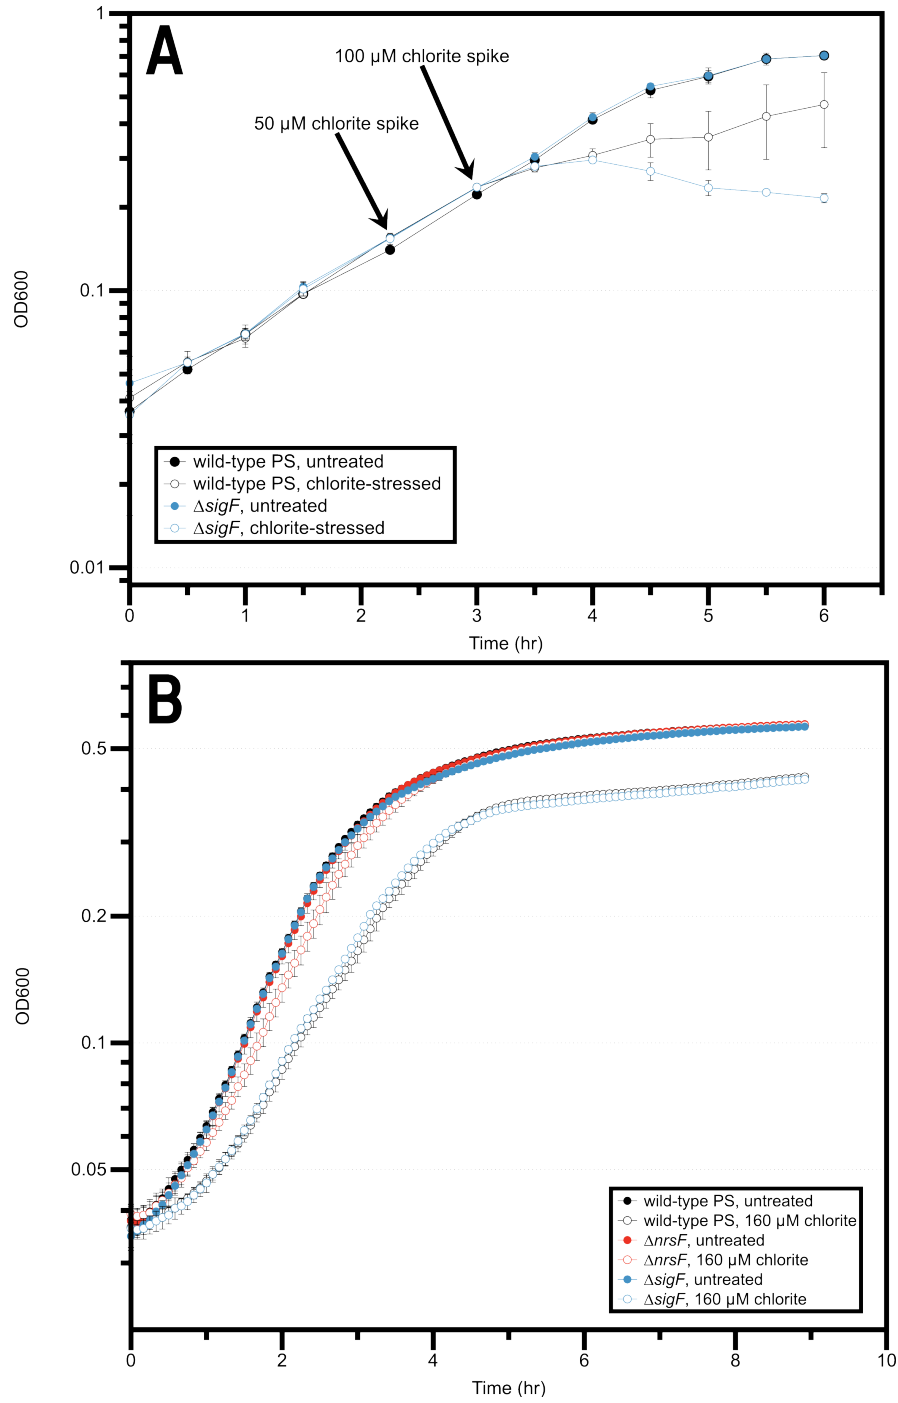 A
1
100 µM chlorite spike
50 µM chlorite spike
OD600
0.1
wild-type PS, untreated
wild-type PS, chlorite-stressed
ΔsigF, untreated
ΔsigF, chlorite-stressed
0.01
0 1 2 3 4 5 6
Time (hr)
B
0.5
0.2
OD600
0.1
0.05
wild-type PS, untreated
wild-type PS, 160 µM chlorite
ΔnrsF, untreated
ΔnrsF, 160 µM chlorite
ΔsigF, untreated
ΔsigF, 160 µM chlorite
0 2 4 6 8 10
Time (hr)